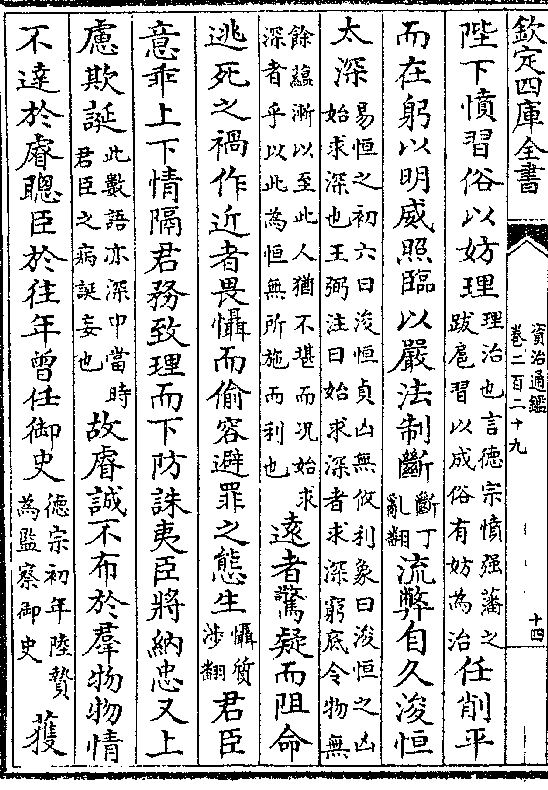 欽定四庫全書
資治通鑑
卷二百二十九
十四
陛下憤習俗以妨理理治也言德宗憤强藩之跋扈習以成俗有妨為治任削平
而在躬以明威照臨以嚴法制斷斷丁亂翻流弊自久浚恒
太深易恒之初六曰浚恒貞凶無攸利象曰浚恒之凶始求深也王弼注曰始求深者求深窮底令物無
餘蘊漸以至此人猶不堪而况始求深者乎以此為恒無所施而利也遠者驚疑而阻命
逃死之禍作近者畏懾而偷容避罪之態生懾質涉翻君臣
意乖上下情隔君務致理而下防誅夷臣將納忠又上
慮欺誕此數語亦深中當時君臣之病誕妄也故睿誠不布於羣物物情
不達於睿聰臣於往年曾任御史德宗初年陸贄為監察御史獲